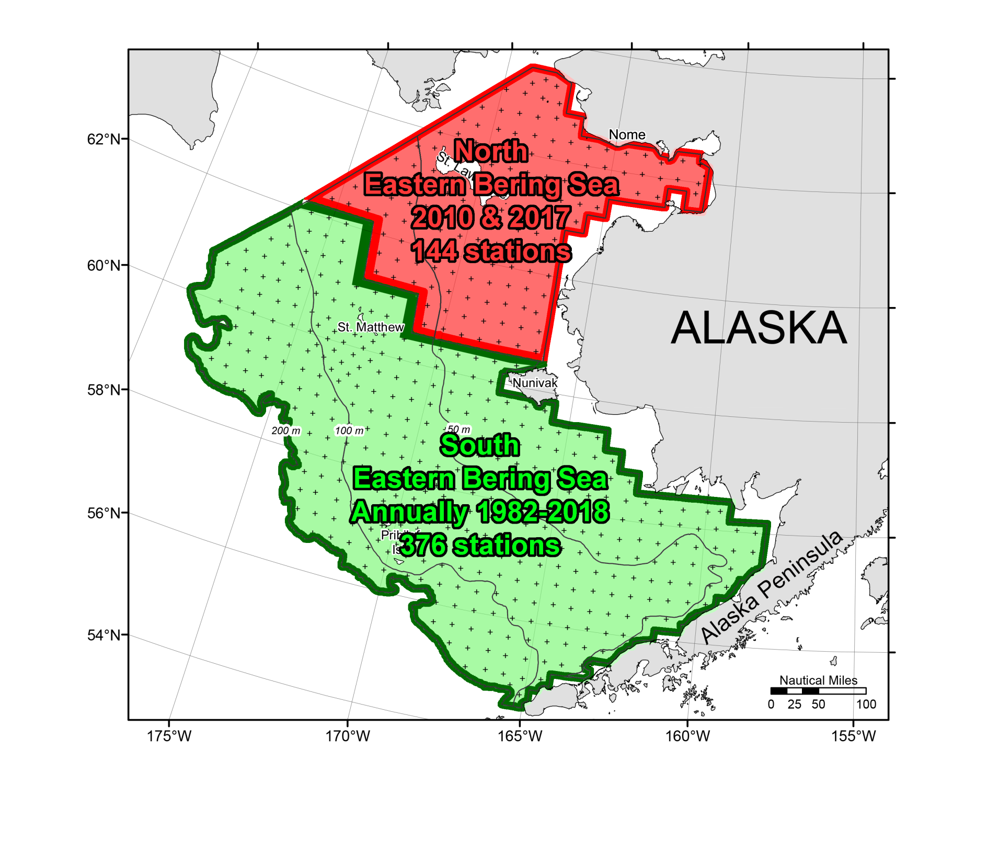 62°N
60°N
58°N
56°N
54°N
175°W
170°W
165°W
160°W
155°W
Nome
St.
North
Eastern Bering Sea
2010 & 2017
144 stations
ALASKA
St. Matthew
Nunivak
200 m
100 m
50 m
South
Eastern Bering Sea
Annually 1982-2018
376 stations
Alaska Peninsula
Nautical Miles
0 25 50 100